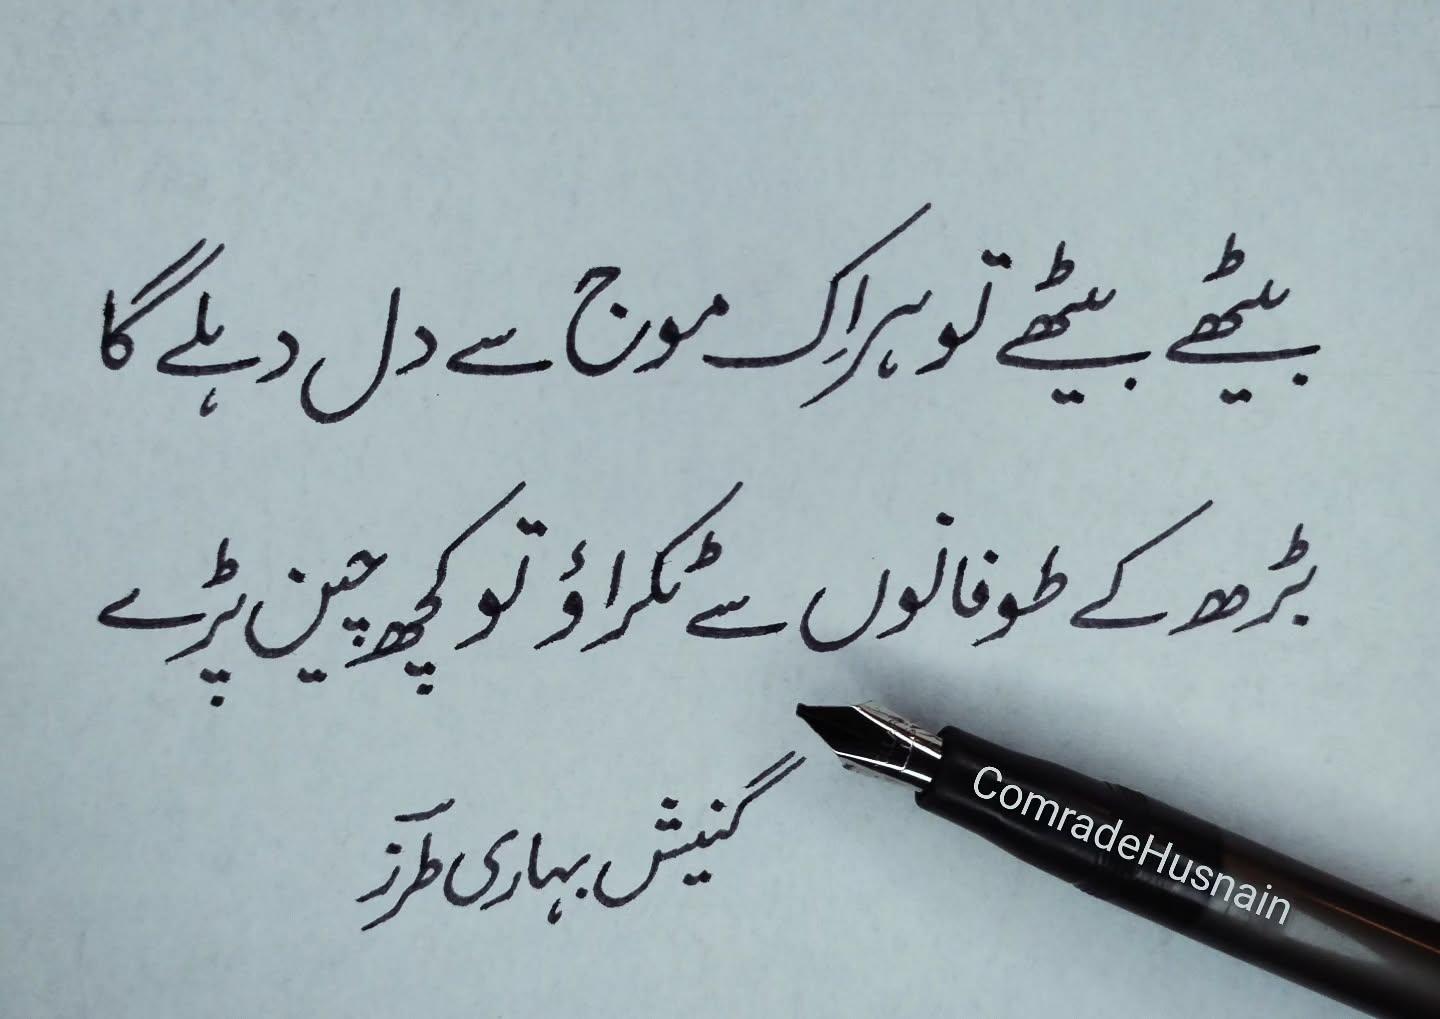 بیٹھے بیٹھے تو ہر اِک موج سے دل دہلے گا
بڑھ کے طوفانوں سے ٹکراؤ تو کچھ چین پڑے
گنیش بہاری طرزؔ
ComradeHusnain